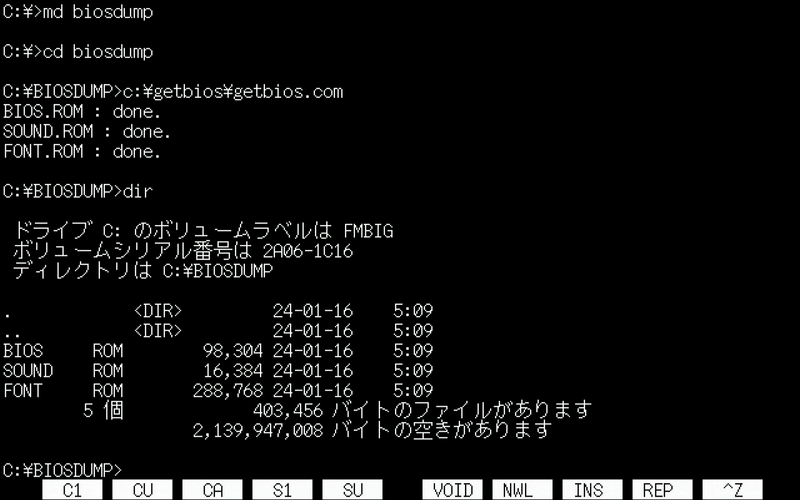 C:¥>md biosdump
C:¥>cd biosdump
C:¥BIOSDUMP>c:¥getbios¥getbios.com
BIOS.ROM : done.
SOUND.ROM : done.
FONT.ROM : done.
C:¥BIOSDUMP>dir
ドライブ C: のボリュームラベルは FMBIG
ボリュームシリアル番号は 2A06-1C16
ディレクトリは C:¥BIOSDUMP
. <DIR> 24-01-16 5:09
.. <DIR> 24-01-16 5:09
BIOS ROM 98,304 24-01-16 5:09
SOUND ROM 16,384 24-01-16 5:09
FONT ROM 288,768 24-01-16 5:09
5 個 403,456 バイトのファイルがあります
2,139,947,008 バイトの空きがあります
C:¥BIOSDUMP>
C1 CU CA S1 SU VOID NWL INS REP ^Z